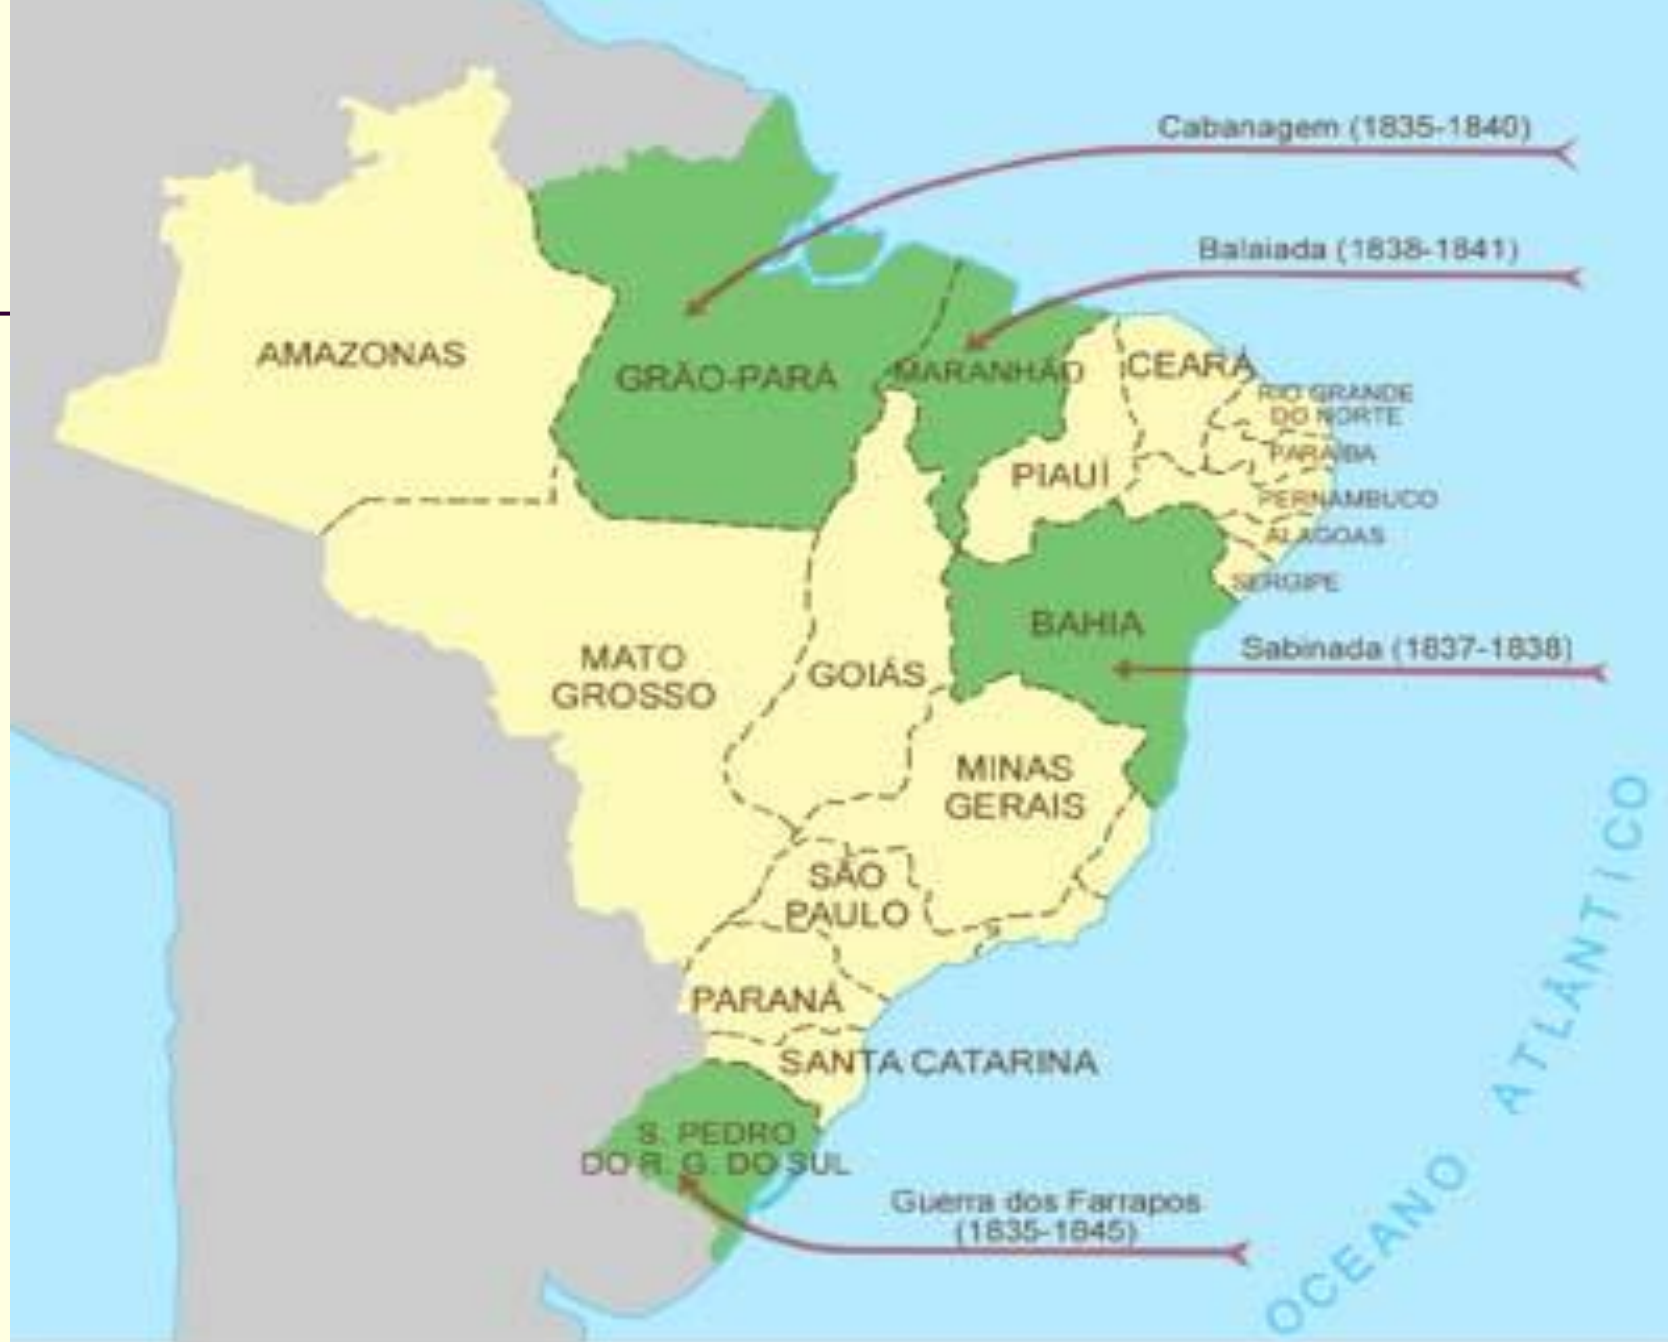 Cabanagem (1835-1840)
Balaiada (1838-1841)
AMAZONAS
GRÃO-PARÁ
MARANHÃO
CEARÁ
RIO GRANDE
DO NORTE
PARAÍBA
PIAUÍ
PERNAMBUCO
ALAGOAS
SERGIPE
BAHIA
Sabinada (1837-1838)
MATO
GROSSO
GOIÁS
MINAS
GERAIS
SÃO
PAULO
PARANÁ
SANTA CATARINA
S. PEDRO
DO R. G. DO SUL
Guerra dos Farrapos
(1835-1845)
OCEANO ATLÂNTICO